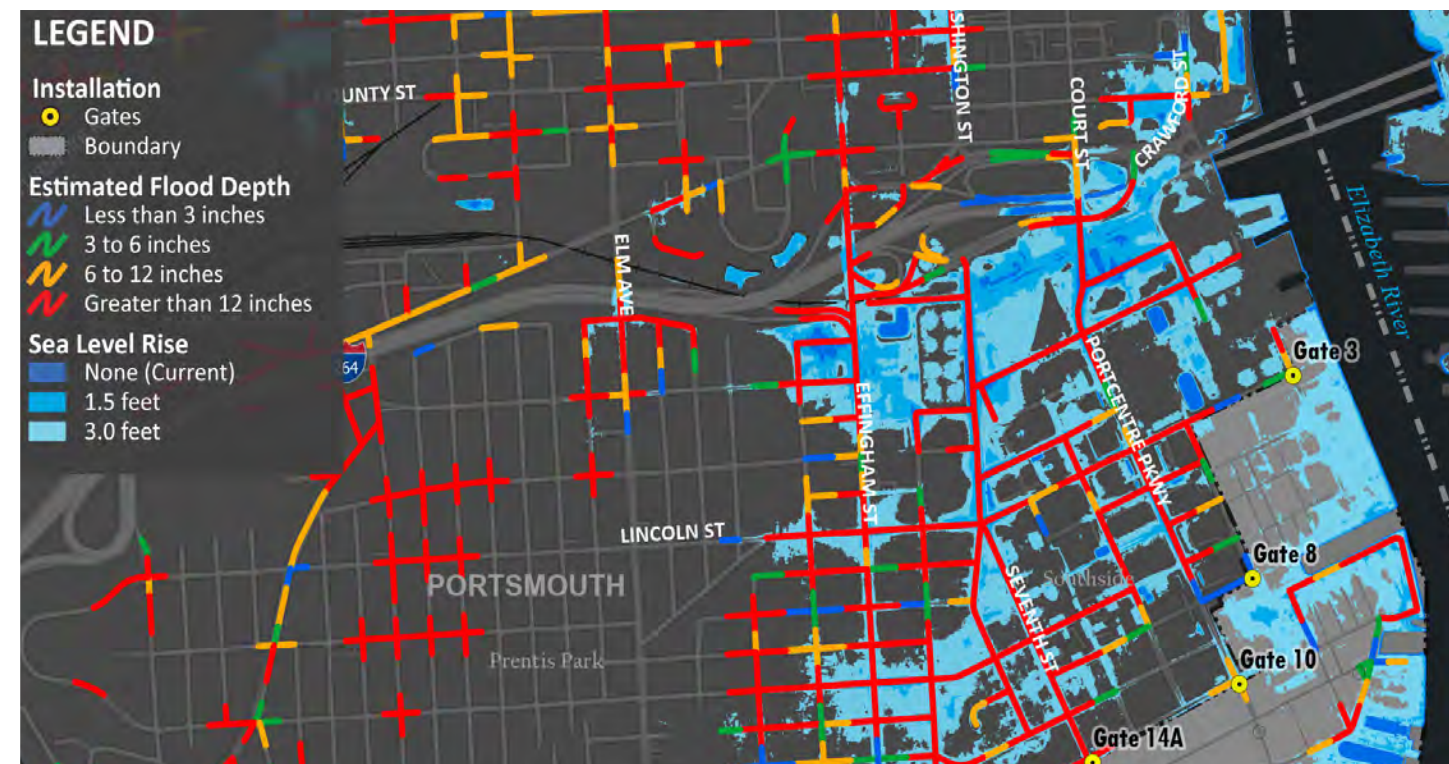 LEGEND
Installation
Gates
Boundary
Estimated Flood Depth
Less than 3 inches
3 to 6 inches
6 to 12 inches
Greater than 12 inches
Sea Level Rise
None (Current)
1.5 feet
3.0 feet
UNTY ST
SHINGTON ST
COURT ST
CRAWFORD ST
Elizabeth River
ELM AVE
64
Gate 3
PORTCENTRE PKWY
EFFINGHAM ST
LINCOLN ST
Gate 8
PORTSMOUTH
Southside
SEVENTH ST
Prentis Park
Gate 10
Gate 14A